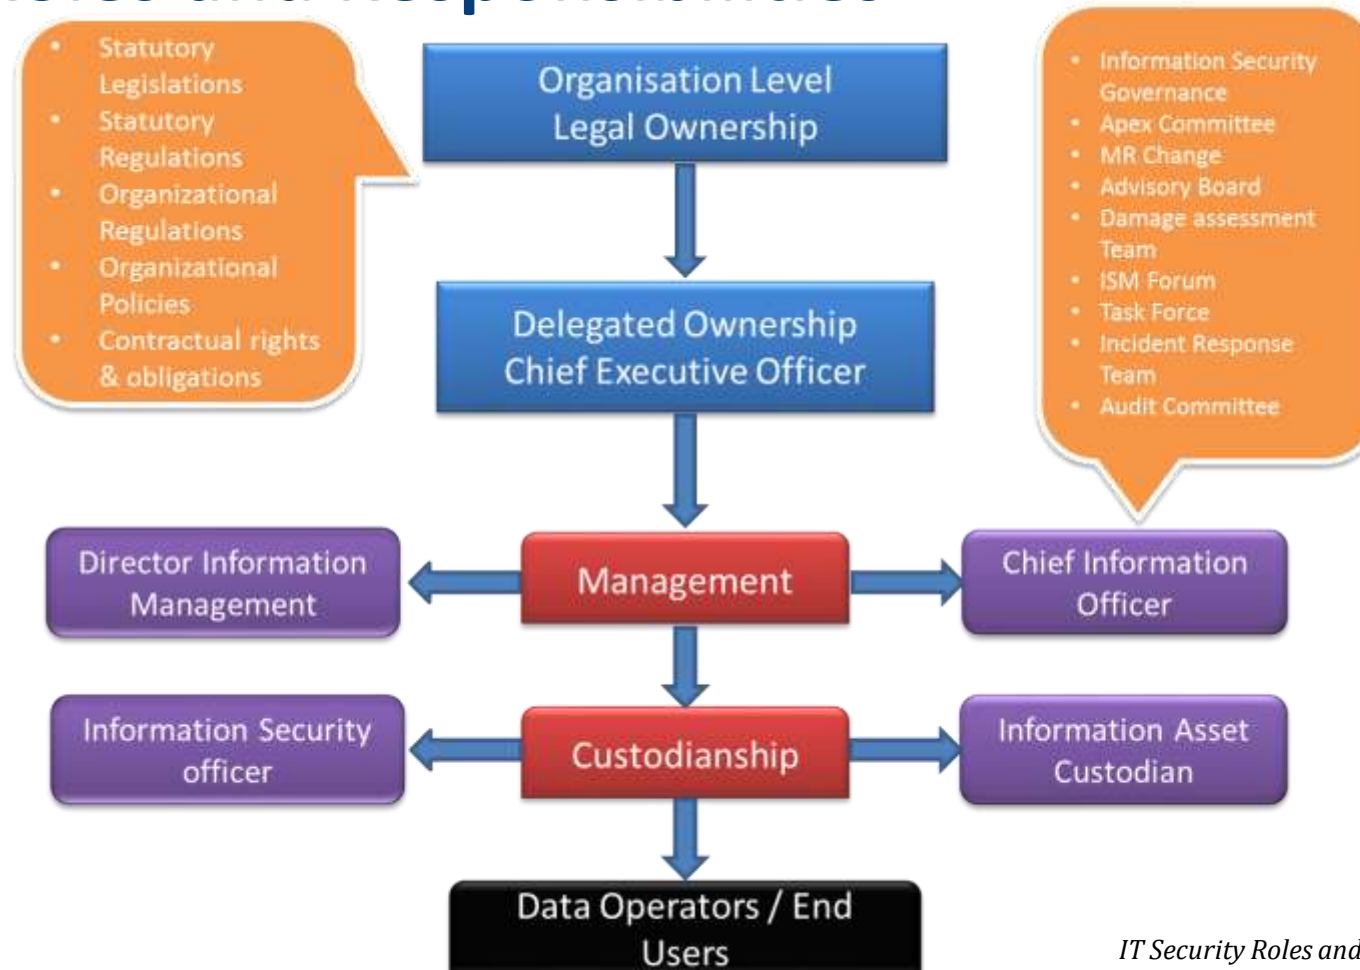 Organisation Level
Legal Ownership
• Statutory
Legislations
• Statutory
Regulations
• Organizational
Regulations
• Organizational
Policies
• Contractual rights
& obligations
• Information Security
Governance
• Apex Committee
• MR Change
• Advisory Board
• Damage assessment
Team
• ISM Forum
• Task Force
• Incident Response
Team
• Audit Committee
Delegated Ownership
Chief Executive Officer
Director Information
Management
Management
Chief Information
Officer
Information Security
officer
Custodianship
Information Asset
Custodian
Data Operators / End
Users
IT Security Roles and